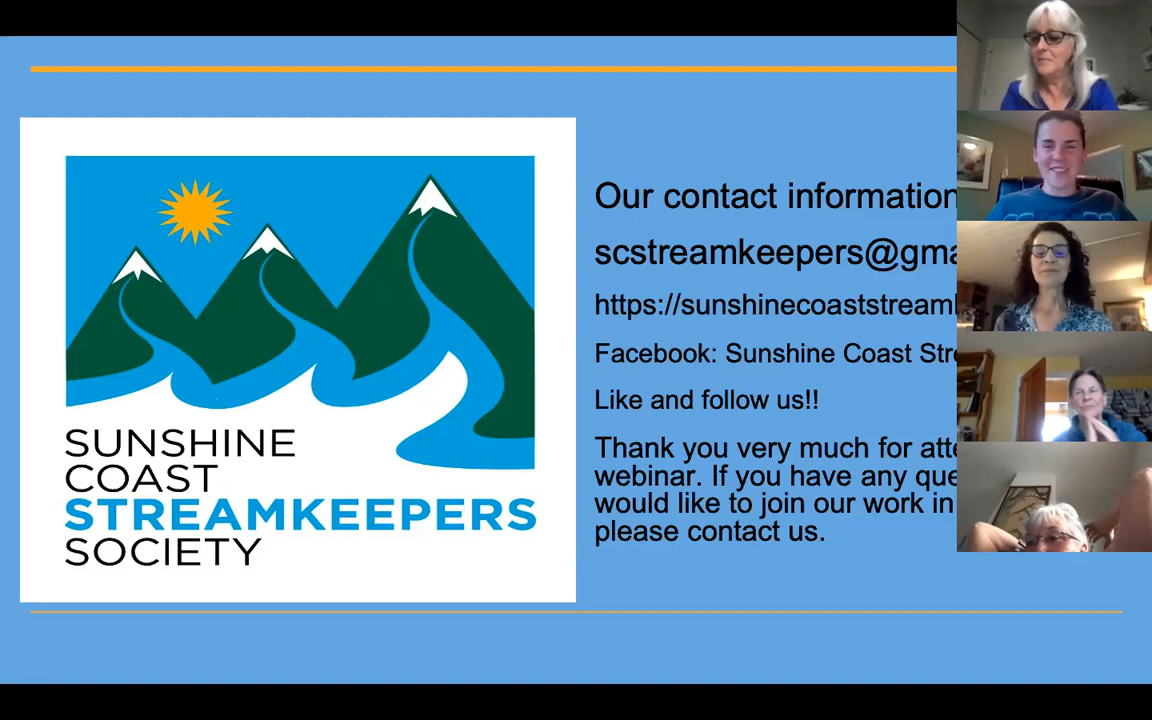 SUNSHINE
COAST
STREAMKEEPERS
SOCIETY
Our contact information
scstreamkeepers@gma
https://sunshinecoaststream
Facebook: Sunshine Coast Str
Like and follow us!!
Thank you very much for atte
webinar. If you have any que
would like to join our work in
please contact us.